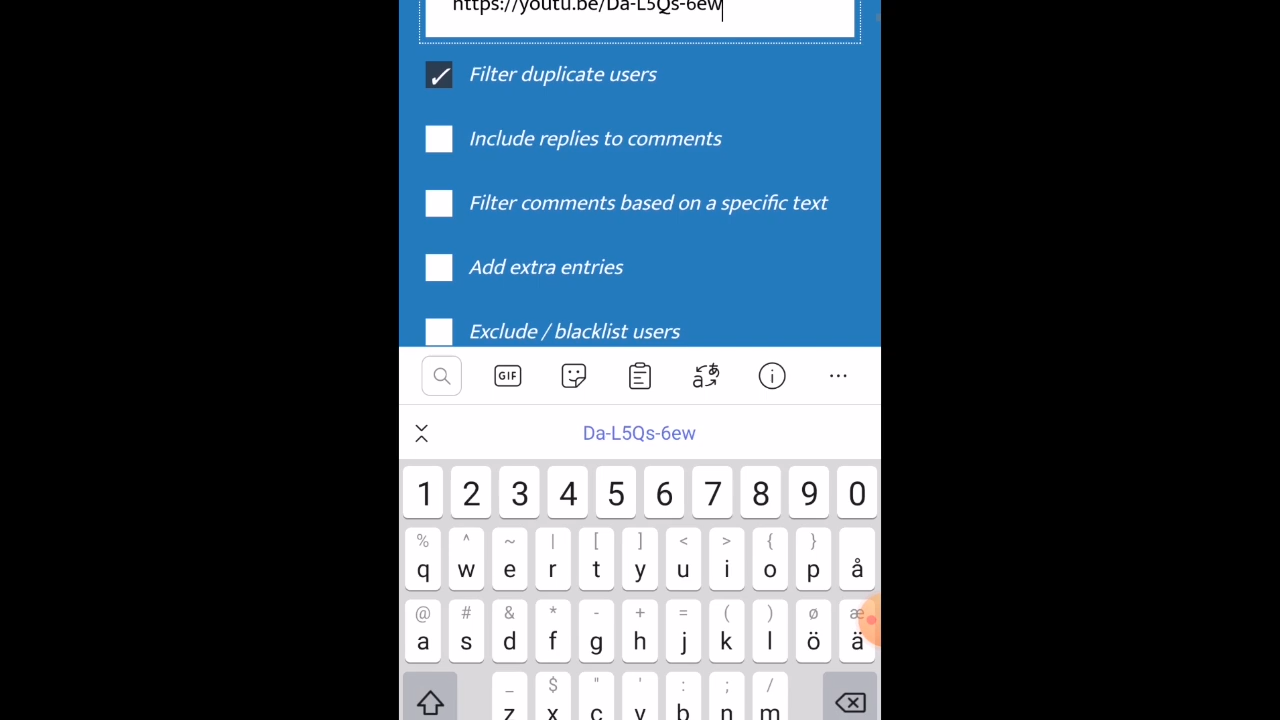 https://youtu.be/Da-L5Qs-6ew
Filter duplicate users
Include replies to comments
Filter comments based on a specific text
Add extra entries
Exclude / blacklist users
GIF
aあ
Da-L5Qs-6ew
1 2 3 4 5 6 7 8 9 0
% ^ ~ | [ ] < > { }
q w e r t y u i o p å
@ # & * - + = ( ) ø æ
a s d f g h j k l ö ä
_ $ " ' : ; /
z x c v b n m